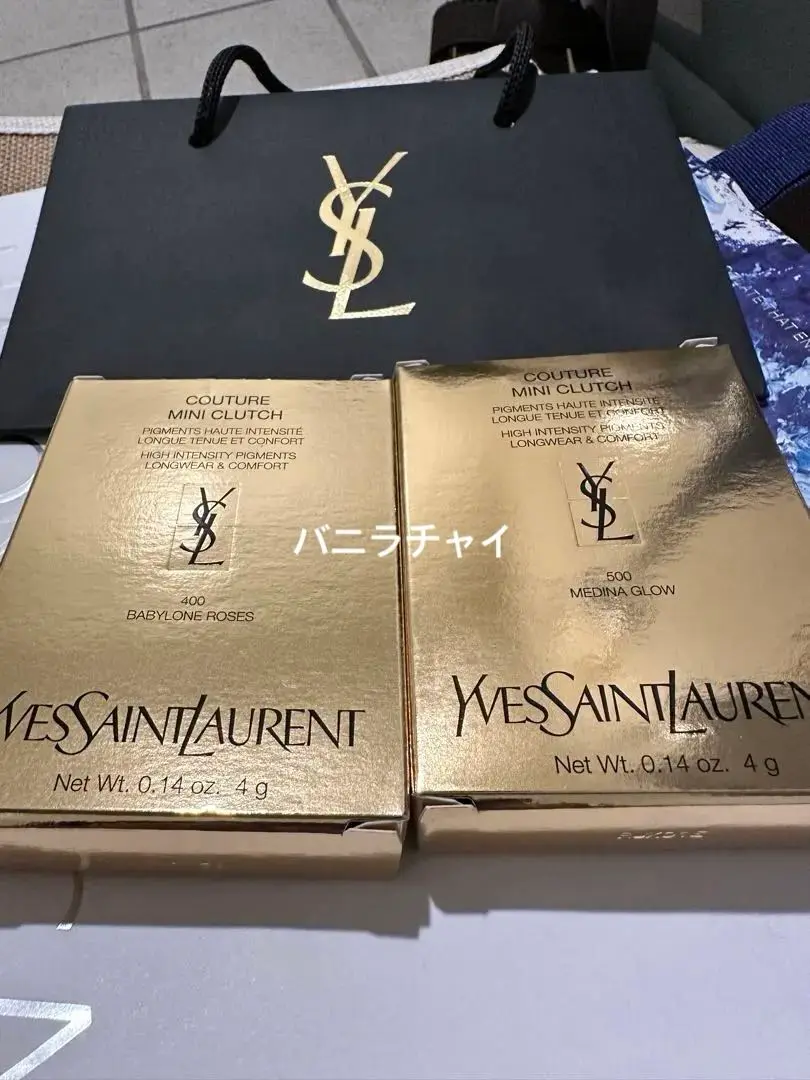 YSL
COUTURE
MINI CLUTCH
PIGMENTS HAUTE INTENSITÉ
LONGUE TENUE ET CONFORT
HIGH INTENSITY PIGMENTS
LONGWEAR & COMFORT
YSL
400
BABYLONE ROSES
YVESSAINTLAURENT
Net Wt. 0.14 oz. 4 g
COUTURE
MINI CLUTCH
PIGMENTS HAUTE INTENSITÉ
LONGUE TENUE ET CONFORT
HIGH INTENSITY PIGMENTS
LONGWEAR & COMFORT
YSL
500
MEDINA GLOW
YVESSAINTLAUREN
Net Wt. 0.14 oz. 4 g
バニラチャイ
THAT